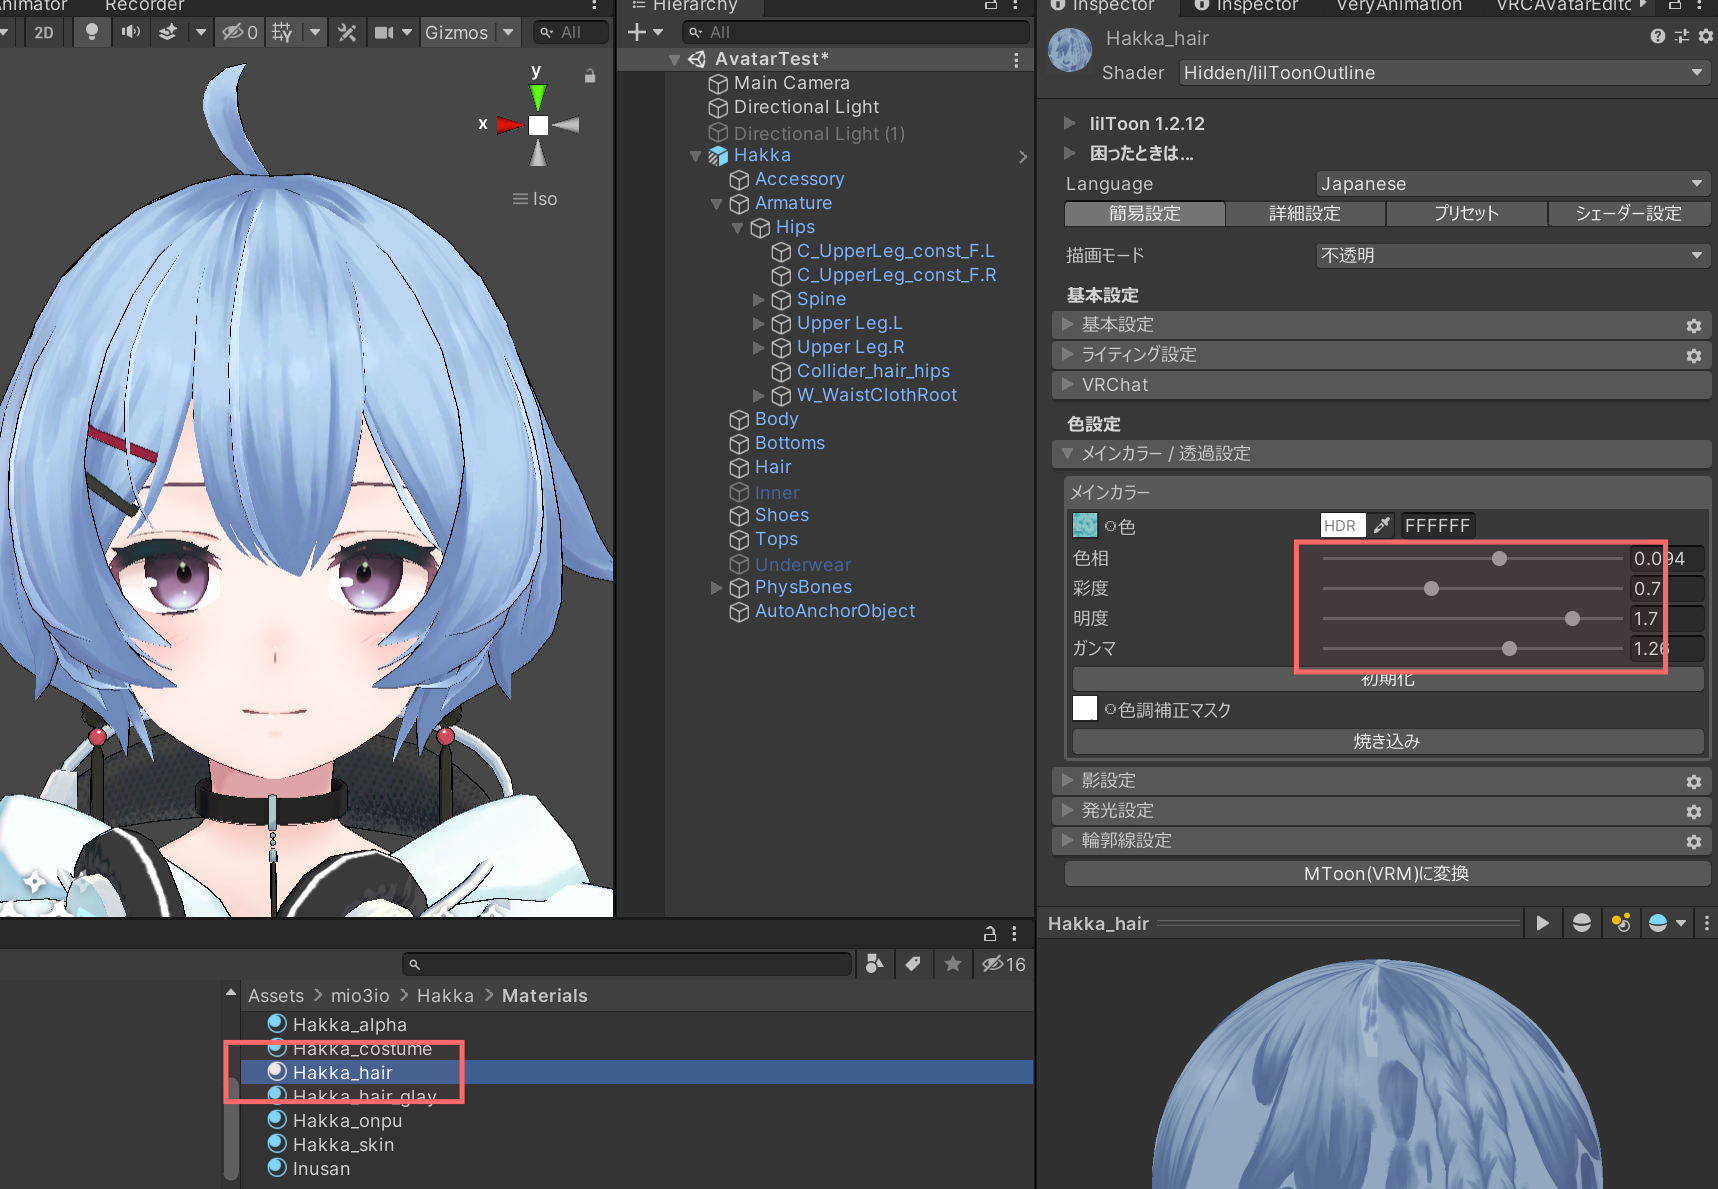 Animator
Recorder
2D
0
Gizmos
All
y
x
Iso
Hierarchy
All
AvatarTest*
Main Camera
Directional Light
Directional Light (1)
Hakka
Accessory
Armature
Hips
C_UpperLeg_const_F.L
C_UpperLeg_const_F.R
Spine
Upper Leg.L
Upper Leg.R
Collider_hair_hips
W_WaistClothRoot
Body
Bottoms
Hair
Inner
Shoes
Tops
Underwear
PhysBones
AutoAnchorObject
16
Assets > mio3io > Hakka > Materials
Hakka_alpha
Hakka_costume
Hakka_hair
Hakka_hair_glay
Hakka_onpu
Hakka_skin
Inusan
Inspector
Inspector
VeryAnimation
VRCAvatarEdito
Hakka_hair
Shader
Hidden/lilToonOutline
lilToon 1.2.12
困ったときは...
Language
Japanese
簡易設定
詳細設定
プリセット
シェーダー設定
描画モード
不透明
基本設定
基本設定
ライティング設定
VRChat
色設定
メインカラー / 透過設定
メインカラー
色
HDR
FFFFFF
色相
0.094
彩度
0.7
明度
1.7
ガンマ
1.26
初期化
色調補正マスク
焼き込み
影設定
発光設定
輪郭線設定
MToon(VRM)に変換
Hakka_hair